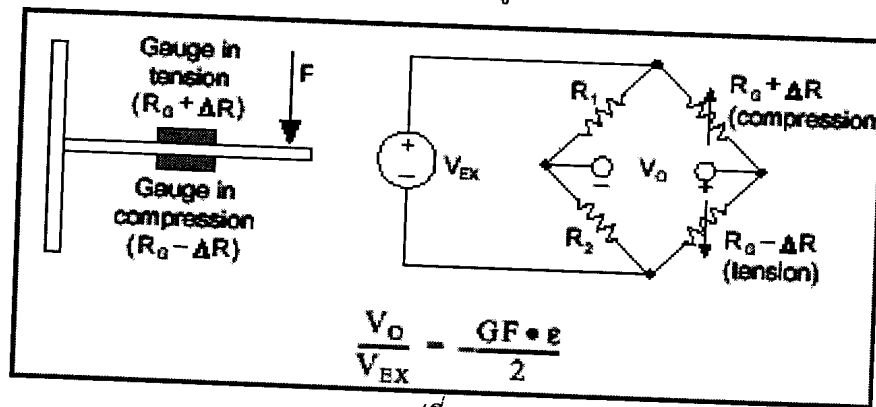 Gauge in
tension
(R_G + ΔR)
F
Gauge in
compression
(R_G − ΔR)
+
−
V_EX
R_1
R_2
−
V_O
+
R_G + ΔR
(compression
R_G − ΔR
(tension)
V_O / V_EX = − GF • ε / 2